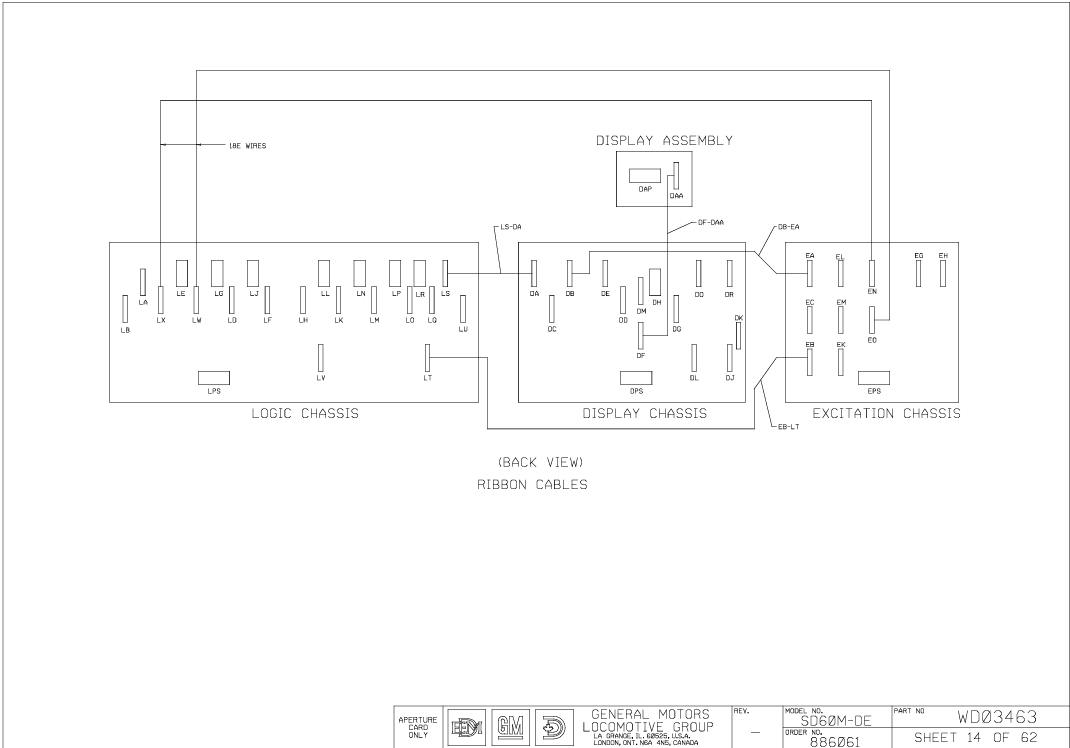 18E WIRES
DISPLAY ASSEMBLY
DAP
DAA
LS-DA
DF-DAA
DB-EA
LA
LB
LX
LE
LW
LG
LD
LJ
LF
LH
LL
LK
LN
LM
LP
LO
LR
LQ
LS
LU
LV
LT
LPS
LOGIC CHASSIS
DA
DC
DB
DE
DD
DM
DH
DF
DG
DO
DR
DK
DL
DJ
DPS
DISPLAY CHASSIS
EA
EL
EN
EG
EH
EC
EM
EO
EB
EK
EPS
EXCITATION CHASSIS
EB-LT
(BACK VIEW)
RIBBON CABLES
APERTURE
CARD
ONLY
EMD
GM
D
GENERAL MOTORS
LOCOMOTIVE GROUP
LA GRANGE, IL. 60525, U.S.A.
LONDON, ONT. N6A 4N5, CANADA
REV.
—
MODEL NO.
SD60M-DE
ORDER NO.
886061
PART NO
WD03463
SHEET 14 OF 62